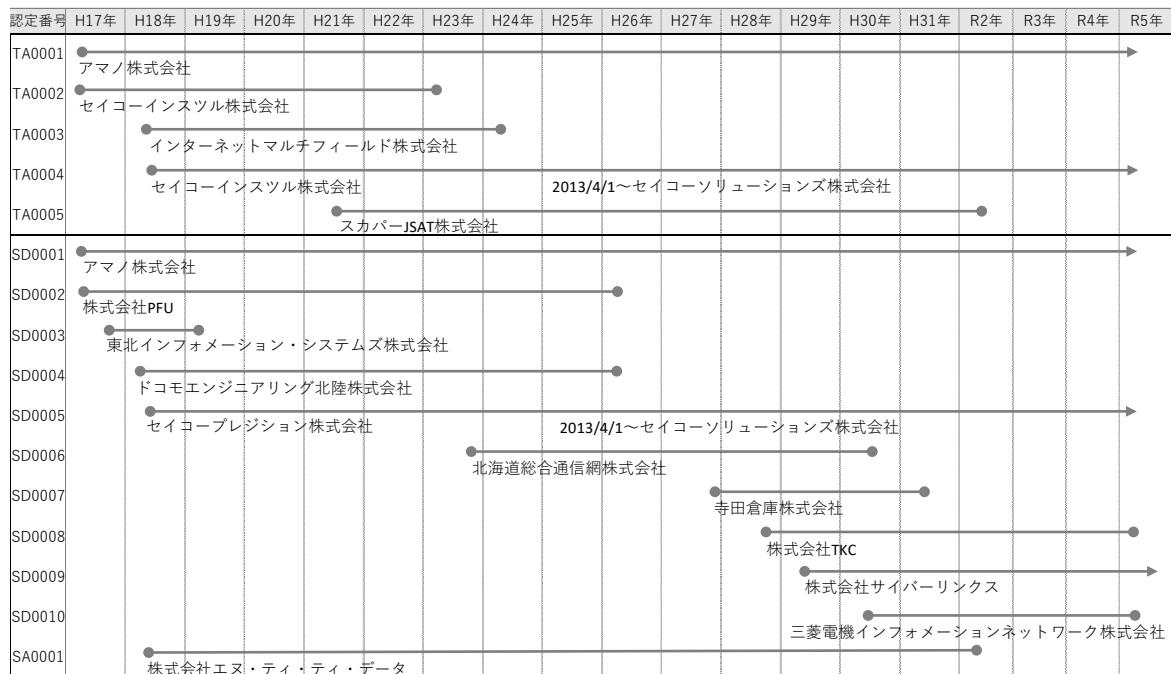 認定番号 H17年 H18年 H19年 H20年 H21年 H22年 H23年 H24年 H25年 H26年 H27年 H28年 H29年 H30年 H31年 R2年 R3年 R4年 R5年
TA0001
アマノ株式会社
TA0002
セイコーインスツル株式会社
TA0003
インターネットマルチフィールド株式会社
TA0004
セイコーインスツル株式会社 2013/4/1～セイコーソリューションズ株式会社
TA0005
スカパーJSAT株式会社
SD0001
アマノ株式会社
SD0002
株式会社PFU
SD0003
東北インフォメーション・システムズ株式会社
SD0004
ドコモエンジニアリング北陸株式会社
SD0005
セイコープレジション株式会社 2013/4/1～セイコーソリューションズ株式会社
SD0006
北海道総合通信網株式会社
SD0007
寺田倉庫株式会社
SD0008
株式会社TKC
SD0009
株式会社サイバーリンクス
SD0010
三菱電機インフォメーションネットワーク株式会社
SA0001
株式会社エヌ・ティ・ティ・データ